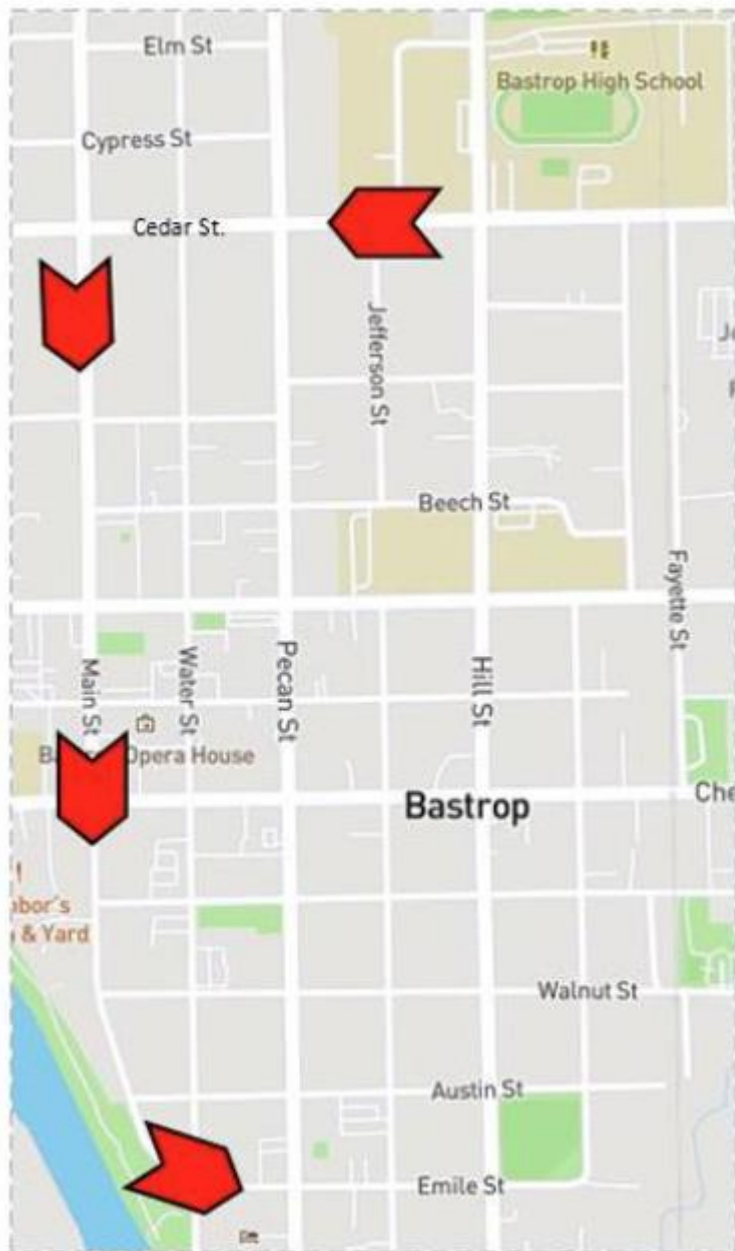 Elm St
Bastrop High School
Cypress St
Cedar St.
Jefferson St
Beech St
Fayette St
Main St
Water St
Pecan St
Hill St
Opera House
Bastrop
Che
abor's
& Yard
Walnut St
Austin St
Emile St